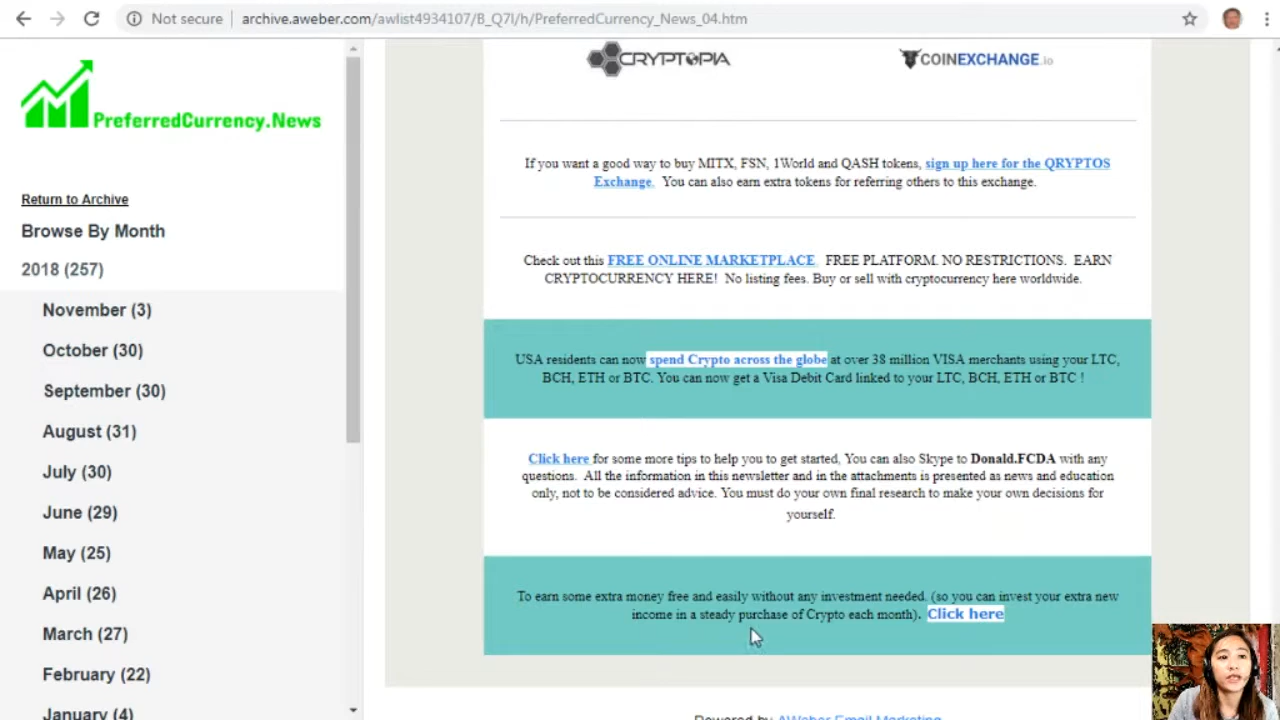 Not secure
archive.aweber.com/awlist4934107/B_Q7I/h/PreferredCurrency_News_04.htm
PreferredCurrency.News
Return to Archive
Browse By Month
2018 (257)
November (3)
October (30)
September (30)
August (31)
July (30)
June (29)
May (25)
April (26)
March (27)
February (22)
January (4)
CRYPTOPIA
COINEXCHANGE.io
If you want a good way to buy MITX, FSN, 1World and QASH tokens, sign up here for the QRYPTOS
Exchange. You can also earn extra tokens for referring others to this exchange.
Check out this FREE ONLINE MARKETPLACE. FREE PLATFORM. NO RESTRICTIONS. EARN
CRYPTOCURRENCY HERE! No listing fees. Buy or sell with cryptocurrency here worldwide.
USA residents can now spend Crypto across the globe at over 38 million VISA merchants using your LTC,
BCH, ETH or BTC. You can now get a Visa Debit Card linked to your LTC, BCH, ETH or BTC !
Click here for some more tips to help you to get started, You can also Skype to Donald.FCDA with any
questions. All the information in this newsletter and in the attachments is presented as news and education
only, not to be considered advice. You must do your own final research to make your own decisions for
yourself.
To earn some extra money free and easily without any investment needed. (so you can invest your extra new
income in a steady purchase of Crypto each month). Click here
Powered by AWeber Email Marketing